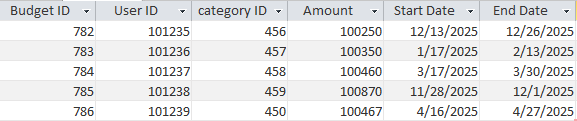 Budget ID User ID category ID Amount Start Date End Date
782 101235 456 100250 12/13/2025 12/26/2025
783 101236 457 100350 1/17/2025 2/13/2025
784 101237 458 100460 3/17/2025 3/30/2025
785 101238 459 100870 11/28/2025 12/1/2025
786 101239 450 100467 4/16/2025 4/27/2025